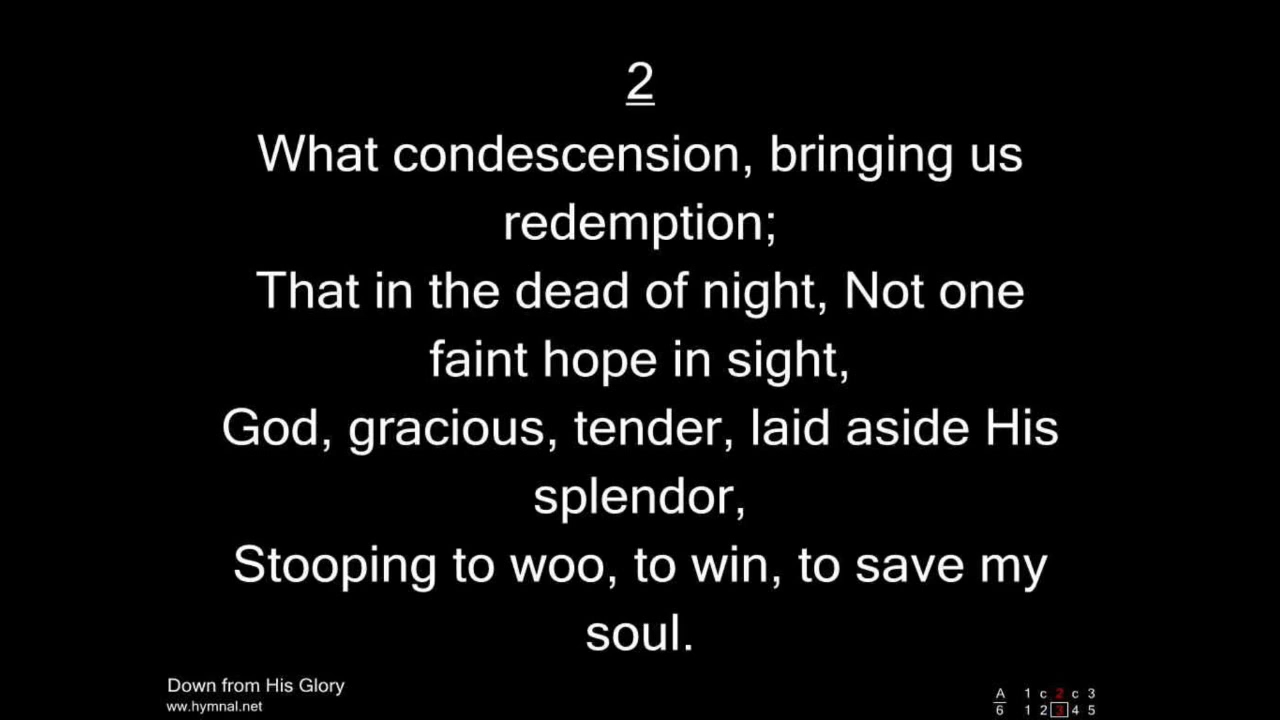 2
What condescension, bringing us
redemption;
That in the dead of night, Not one
faint hope in sight,
God, gracious, tender, laid aside His
splendor,
Stooping to woo, to win, to save my
soul.
Down from His Glory
ww.hymnal.net
A 1 c 2 c 3
6 1 2 3 4 5